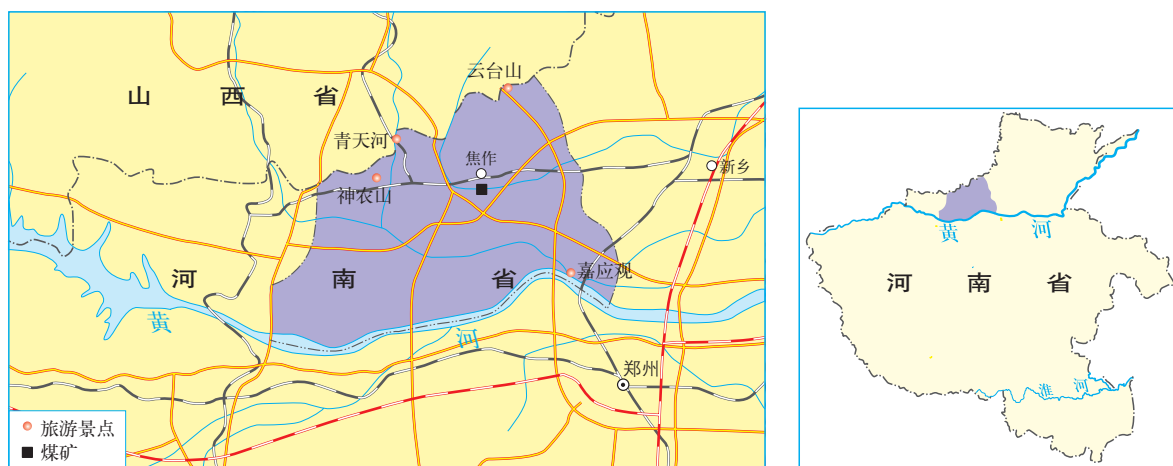 山西省
云台山
青天河
焦作
新乡
神农山
河南省
嘉应观
黄河
郑州
旅游景点
煤矿
黄河
河南省
淮河